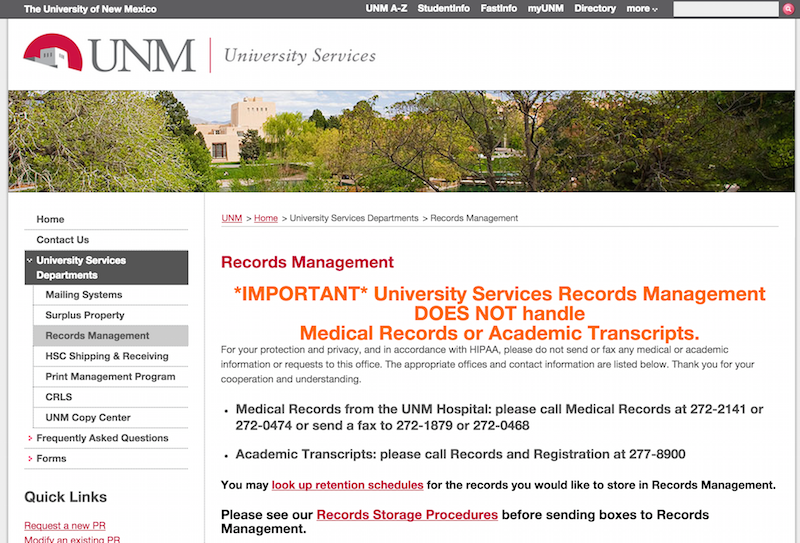 The University of New Mexico
UNM A-Z StudentInfo FastInfo myUNM Directory more
UNM University Services
Home
Contact Us
University Services
Departments
Mailing Systems
Surplus Property
Records Management
HSC Shipping & Receiving
Print Management Program
CRLS
UNM Copy Center
Frequently Asked Questions
Forms
Quick Links
Request a new PR
Modify an existing PR
UNM > Home > University Services Departments > Records Management
Records Management
*IMPORTANT* University Services Records Management
DOES NOT handle
Medical Records or Academic Transcripts.
For your protection and privacy, and in accordance with HIPAA, please do not send or fax any medical or academic
information or requests to this office. The appropriate offices and contact information are listed below. Thank you for your
cooperation and understanding.
• Medical Records from the UNM Hospital: please call Medical Records at 272-2141 or
272-0474 or send a fax to 272-1879 or 272-0468
• Academic Transcripts: please call Records and Registration at 277-8900
You may look up retention schedules for the records you would like to store in Records Management.
Please see our Records Storage Procedures before sending boxes to Records
Management.